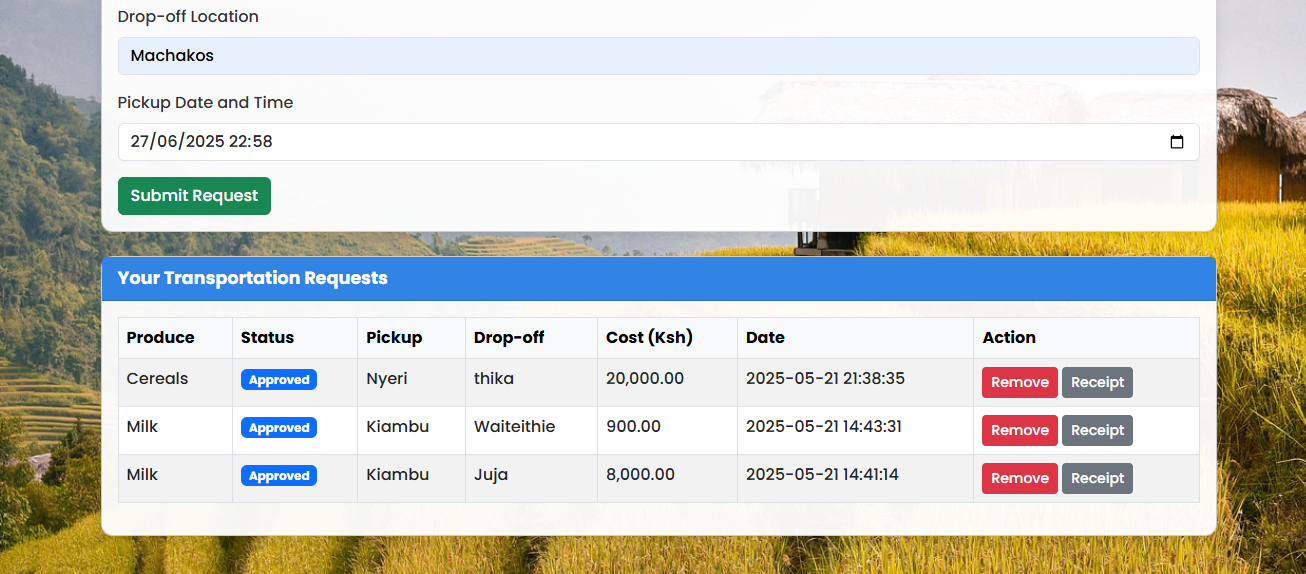 Drop-off Location
Machakos
Pickup Date and Time
27/06/2025 22:58
Submit Request
Your Transportation Requests
Produce Status Pickup Drop-off Cost (Ksh) Date Action
Cereals Approved Nyeri thika 20,000.00 2025-05-21 21:38:35 Remove Receipt
Milk Approved Kiambu Waiteithie 900.00 2025-05-21 14:43:31 Remove Receipt
Milk Approved Kiambu Juja 8,000.00 2025-05-21 14:41:14 Remove Receipt